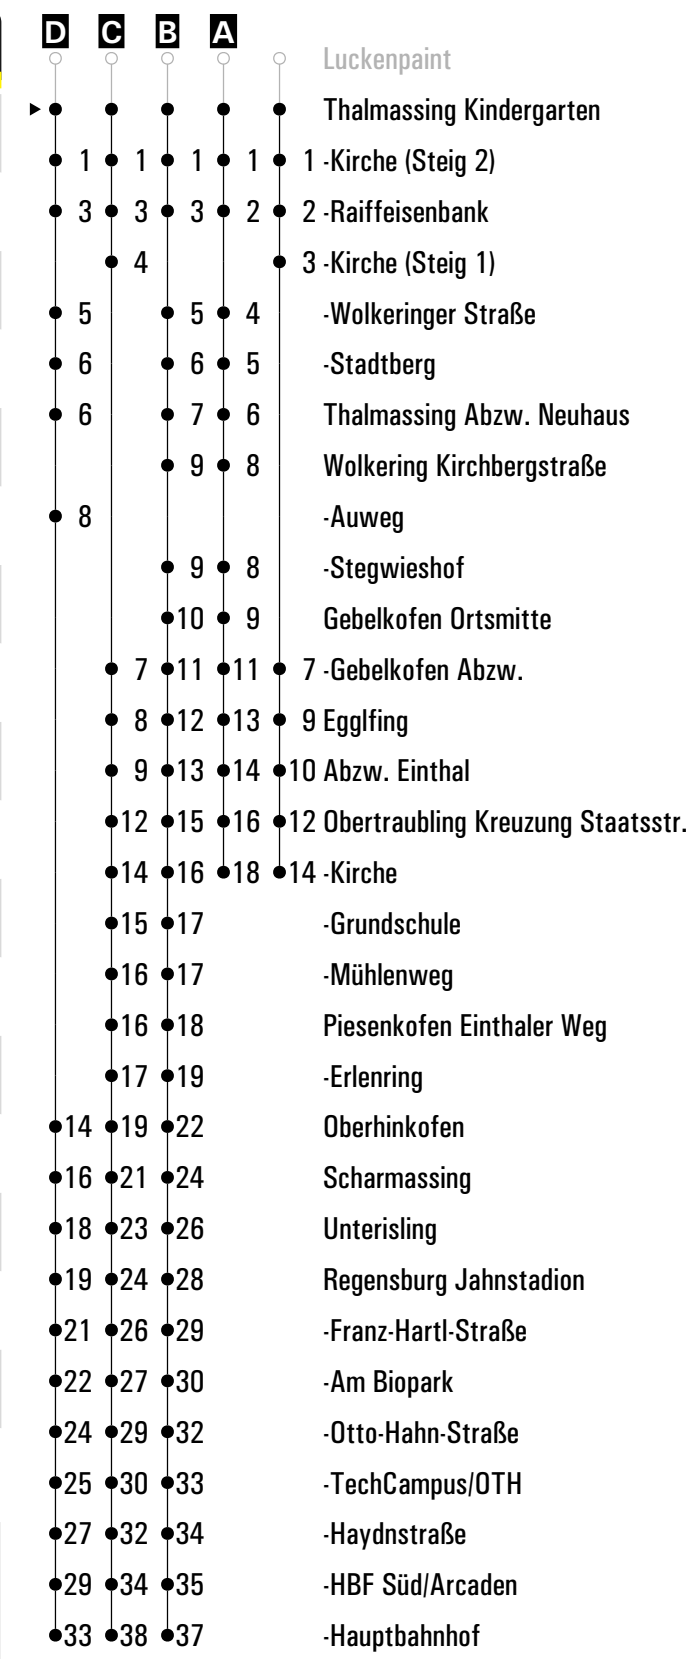 D C B A
Luckenpaint
Thalmassing Kindergarten
1 1 1 1 1 -Kirche (Steig 2)
3 3 3 2 2 -Raiffeisenbank
4 3 -Kirche (Steig 1)
5 5 4 -Wolkeringer Straße
6 6 5 -Stadtberg
6 7 6 Thalmassing Abzw. Neuhaus
9 8 Wolkering Kirchbergstraße
8 -Auweg
9 8 -Stegwieshof
10 9 Gebelkofen Ortsmitte
7 11 11 7 -Gebelkofen Abzw.
8 12 13 9 Egglfing
9 13 14 10 Abzw. Einthal
12 15 16 12 Obertraubling Kreuzung Staatsstr.
14 16 18 14 -Kirche
15 17 -Grundschule
16 17 -Mühlenweg
16 18 Piesenkofen Einthaler Weg
17 19 -Erlenring
14 19 22 Oberhinkofen
16 21 24 Scharmassing
18 23 26 Unterisling
19 24 28 Regensburg Jahnstadion
21 26 29 -Franz-Hartl-Straße
22 27 30 -Am Biopark
24 29 32 -Otto-Hahn-Straße
25 30 33 -TechCampus/OTH
27 32 34 -Haydnstraße
29 34 35 -HBF Süd/Arcaden
33 38 37 -Hauptbahnhof